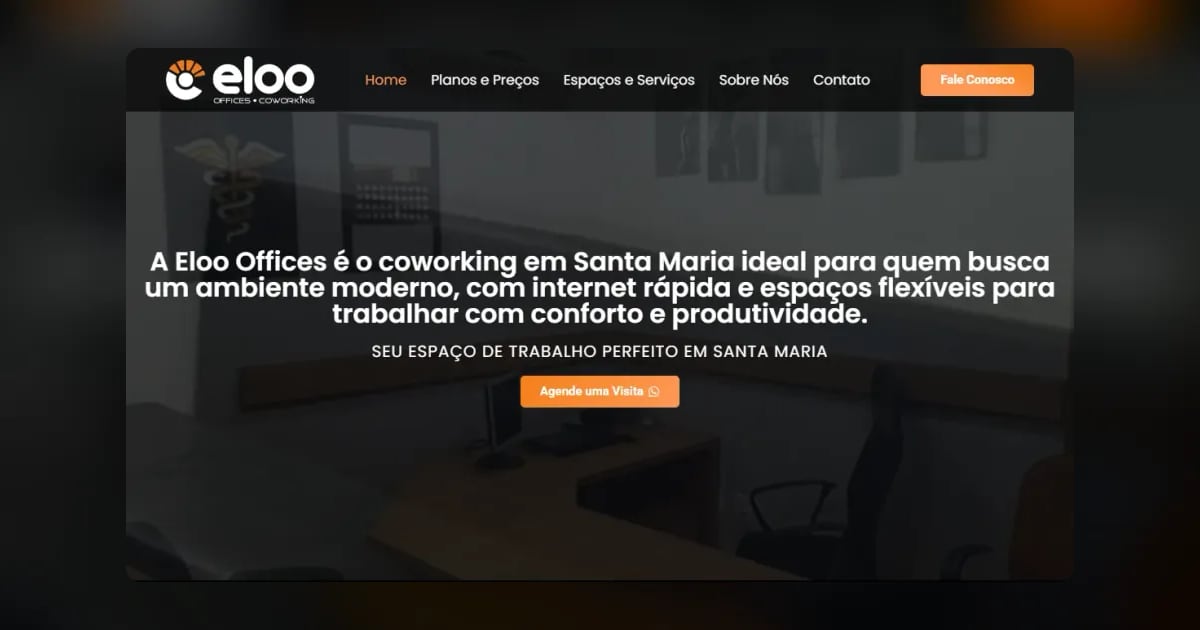 eloo
OFFICES • COWORKING
Home
Planos e Preços
Espaços e Serviços
Sobre Nós
Contato
Fale Conosco
A Eloo Offices é o coworking em Santa Maria ideal para quem busca
um ambiente moderno, com internet rápida e espaços flexíveis para
trabalhar com conforto e produtividade.
SEU ESPAÇO DE TRABALHO PERFEITO EM SANTA MARIA
Agende uma Visita